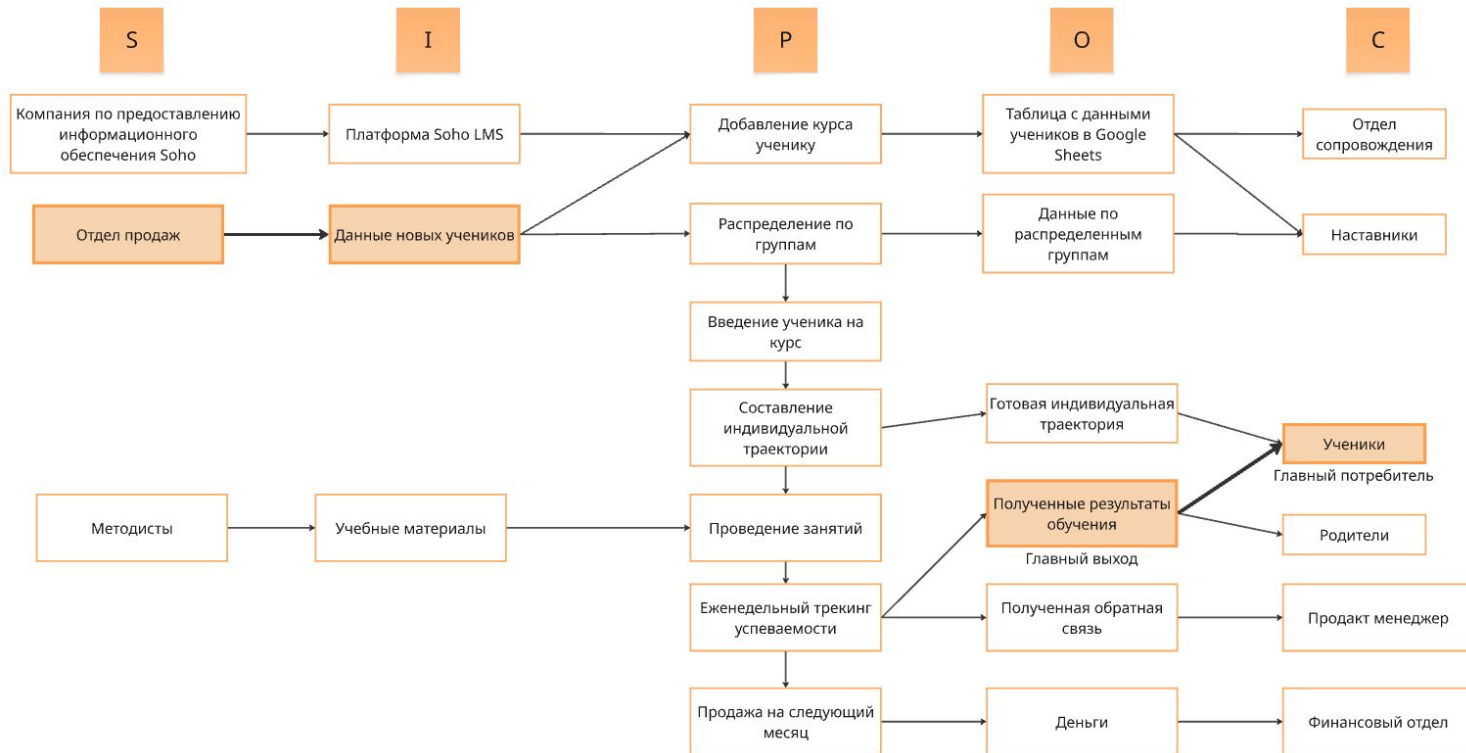 S
I
P
O
C
Компания по предоставлению
информационного
обеспечения Soho
Платформа Soho LMS
Добавление курса
ученику
Таблица с данными
учеников в Google
Sheets
Отдел
сопровождения
Отдел продаж
Данные новых учеников
Распределение по
группам
Данные по
распределенным
группам
Наставники
Введение ученика на
курс
Составление
индивидуальной
траектории
Готовая индивидуальная
траектория
Ученики
Главный потребитель
Методисты
Учебные материалы
Проведение занятий
Полученные результаты
обучения
Главный выход
Родители
Еженедельный трекинг
успеваемости
Полученная обратная
связь
Продакт менеджер
Продажа на следующий
месяц
Деньги
Финансовый отдел